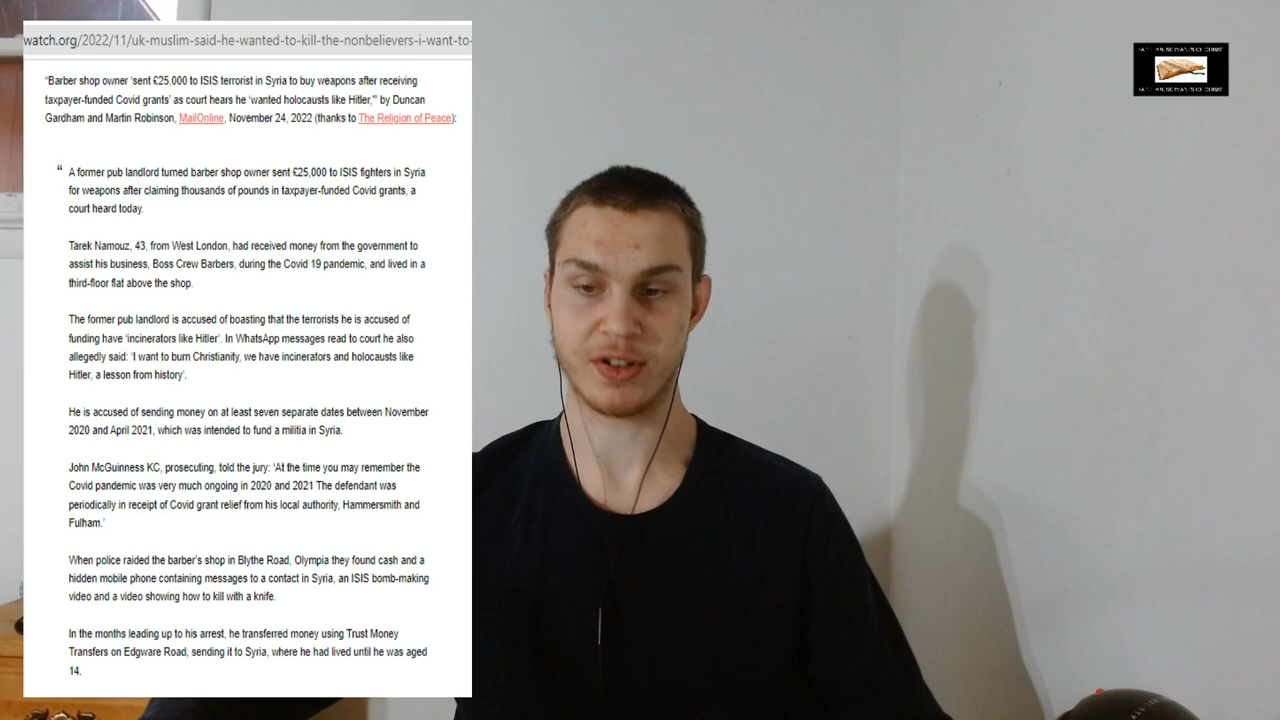 watch.org/2022/11/uk-muslim-said-he-wanted-to-kill-the-nonbelievers-i-want-to-
“Barber shop owner ‘sent £25,000 to ISIS terrorist in Syria to buy weapons after receiving
taxpayer-funded Covid grants’ as court hears he ‘wanted holocausts like Hitler,’” by Duncan
Gardham and Martin Robinson, MailOnline, November 24, 2022 (thanks to The Religion of Peace):
“ A former pub landlord turned barber shop owner sent £25,000 to ISIS fighters in Syria
for weapons after claiming thousands of pounds in taxpayer-funded Covid grants, a
court heard today.
Tarek Namouz, 43, from West London, had received money from the government to
assist his business, Boss Crew Barbers, during the Covid 19 pandemic, and lived in a
third-floor flat above the shop.
The former pub landlord is accused of boasting that the terrorists he is accused of
funding have ‘incinerators like Hitler’. In WhatsApp messages read to court he also
allegedly said: ‘I want to burn Christianity, we have incinerators and holocausts like
Hitler, a lesson from history’.
He is accused of sending money on at least seven separate dates between November
2020 and April 2021, which was intended to fund a militia in Syria.
John McGuinness KC, prosecuting, told the jury: ‘At the time you may remember the
Covid pandemic was very much ongoing in 2020 and 2021 The defendant was
periodically in receipt of Covid grant relief from his local authority, Hammersmith and
Fulham.’
When police raided the barber’s shop in Blythe Road, Olympia they found cash and a
hidden mobile phone containing messages to a contact in Syria, an ISIS bomb-making
video and a video showing how to kill with a knife.
In the months leading up to his arrest, he transferred money using Trust Money
Transfers on Edgware Road, sending it to Syria, where he had lived until he was aged
14.